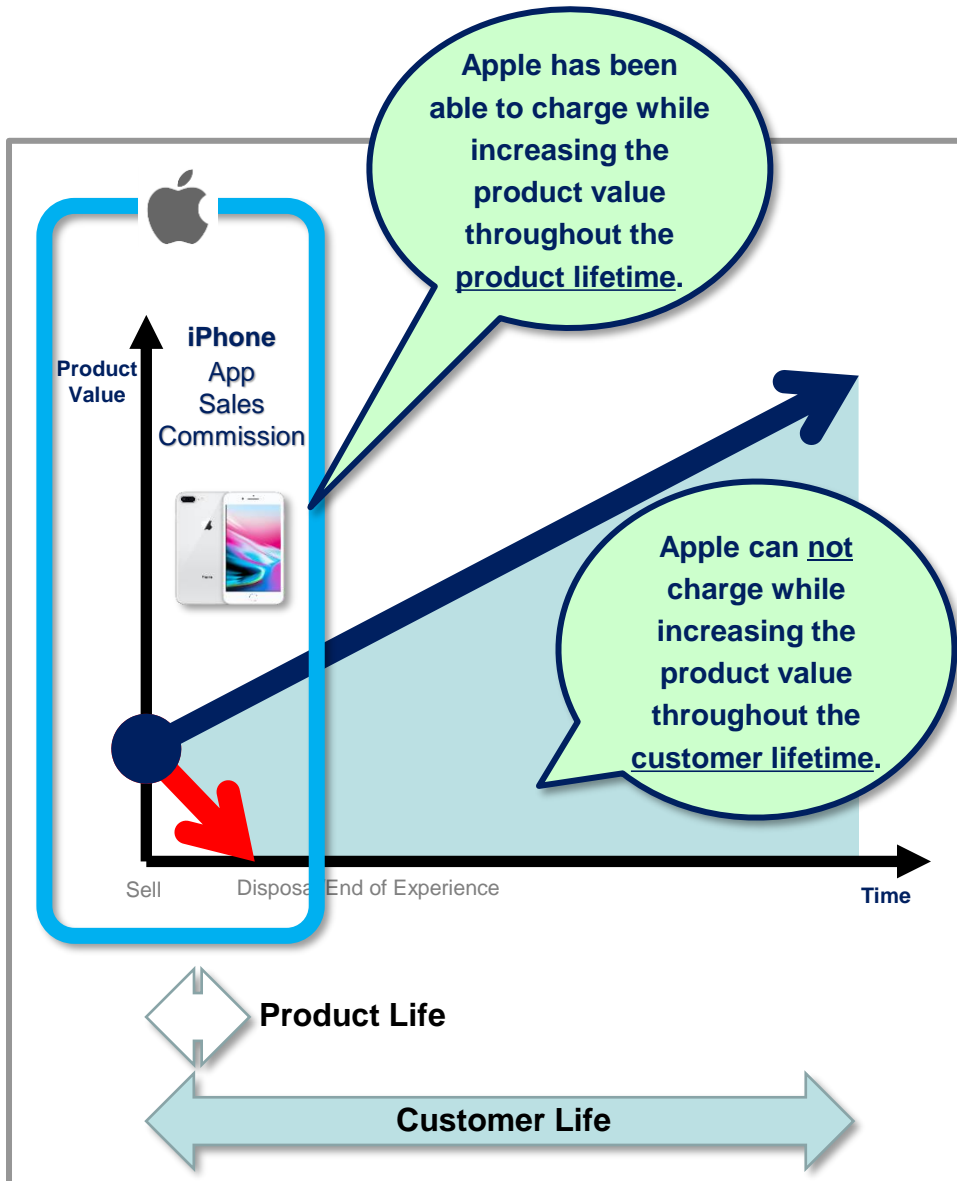 Apple has been
able to charge while
increasing the
product value
throughout the
product lifetime.
iPhone
App
Sales
Commission
Product
Value
Apple can not
charge while
increasing the
product value
throughout the
customer lifetime.
Sell
Disposal
End of Experience
Time
Product Life
Customer Life